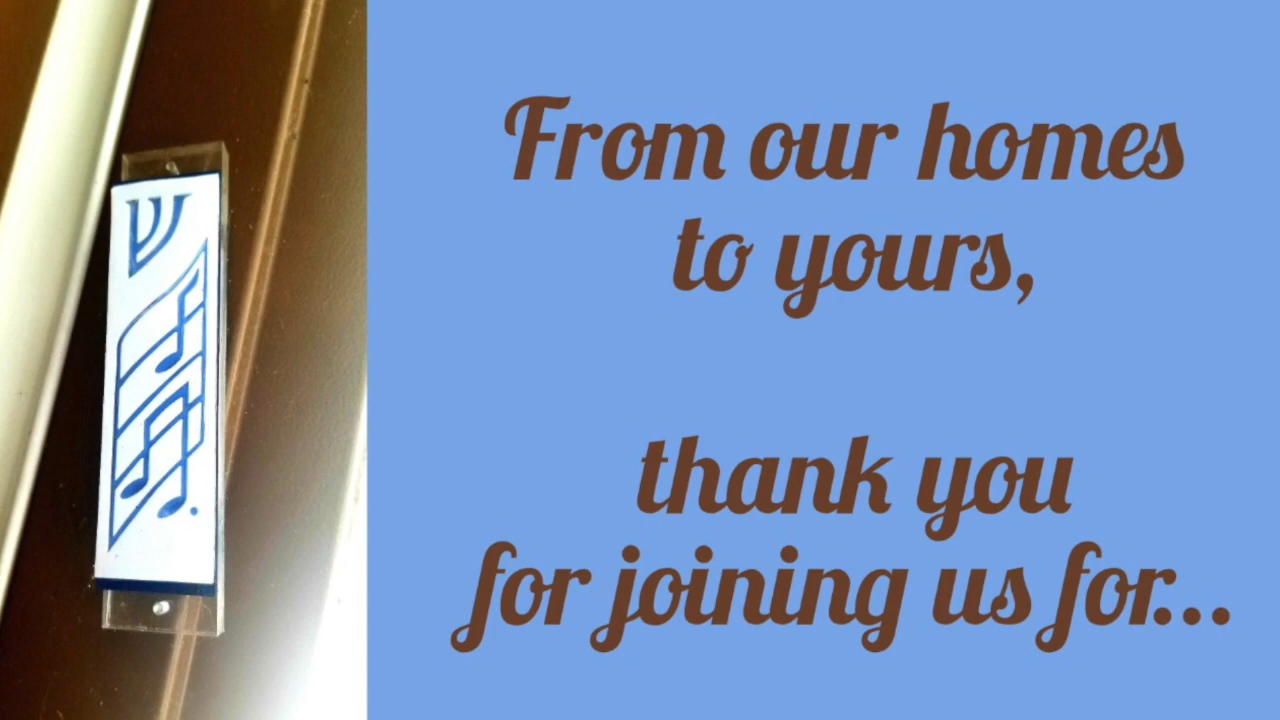 ש
From our homes
to yours,
thank you
for joining us for...